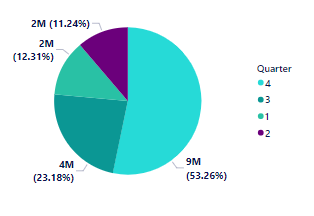 2M (11.24%)
2M
(12.31%)
4M
(23.18%)
9M
(53.26%)
Quarter
4
3
1
2